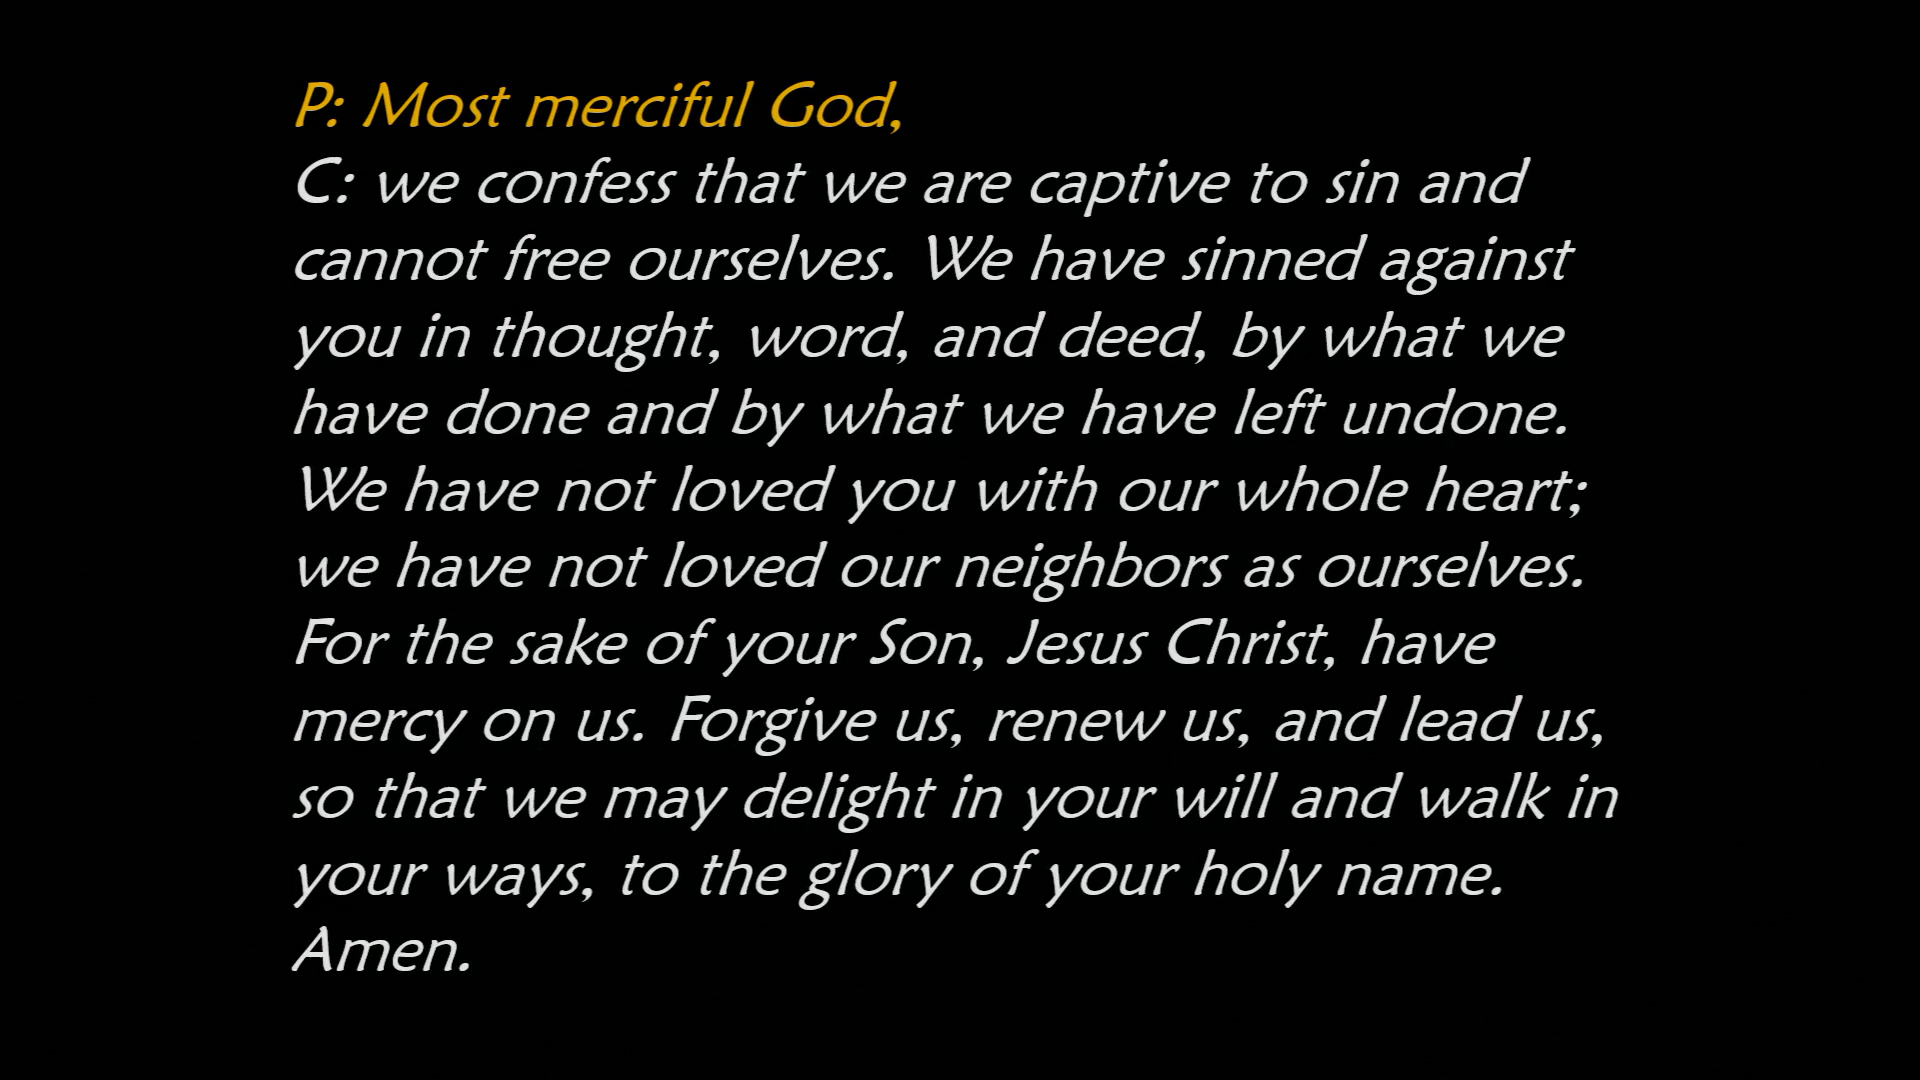 P: Most merciful God,
C: we confess that we are captive to sin and
cannot free ourselves. We have sinned against
you in thought, word, and deed, by what we
have done and by what we have left undone.
We have not loved you with our whole heart;
we have not loved our neighbors as ourselves.
For the sake of your Son, Jesus Christ, have
mercy on us. Forgive us, renew us, and lead us,
so that we may delight in your will and walk in
your ways, to the glory of your holy name.
Amen.